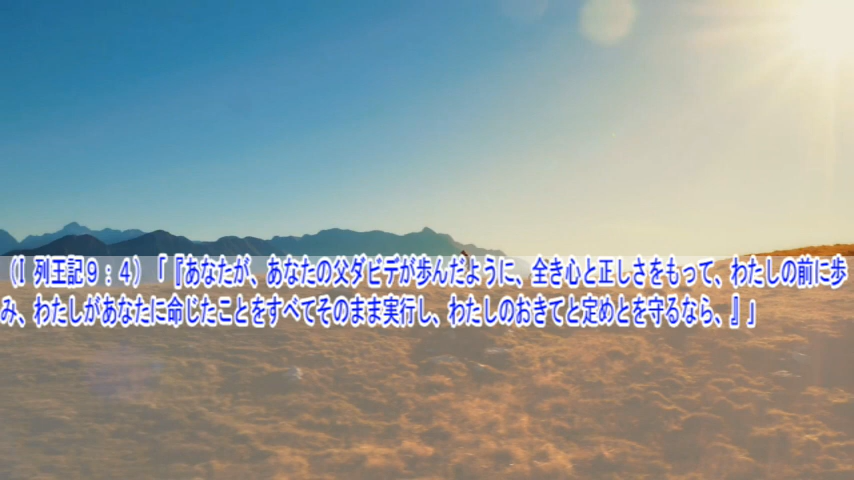 (Ⅰ 列王記９：４)「『あなたが、あなたの父ダビデが歩んだように、全き心と正しさをもって、わたしの前に歩
み、わたしがあなたに命じたことをすべてそのまま実行し、わたしのおきてと定めとを守るなら、』」